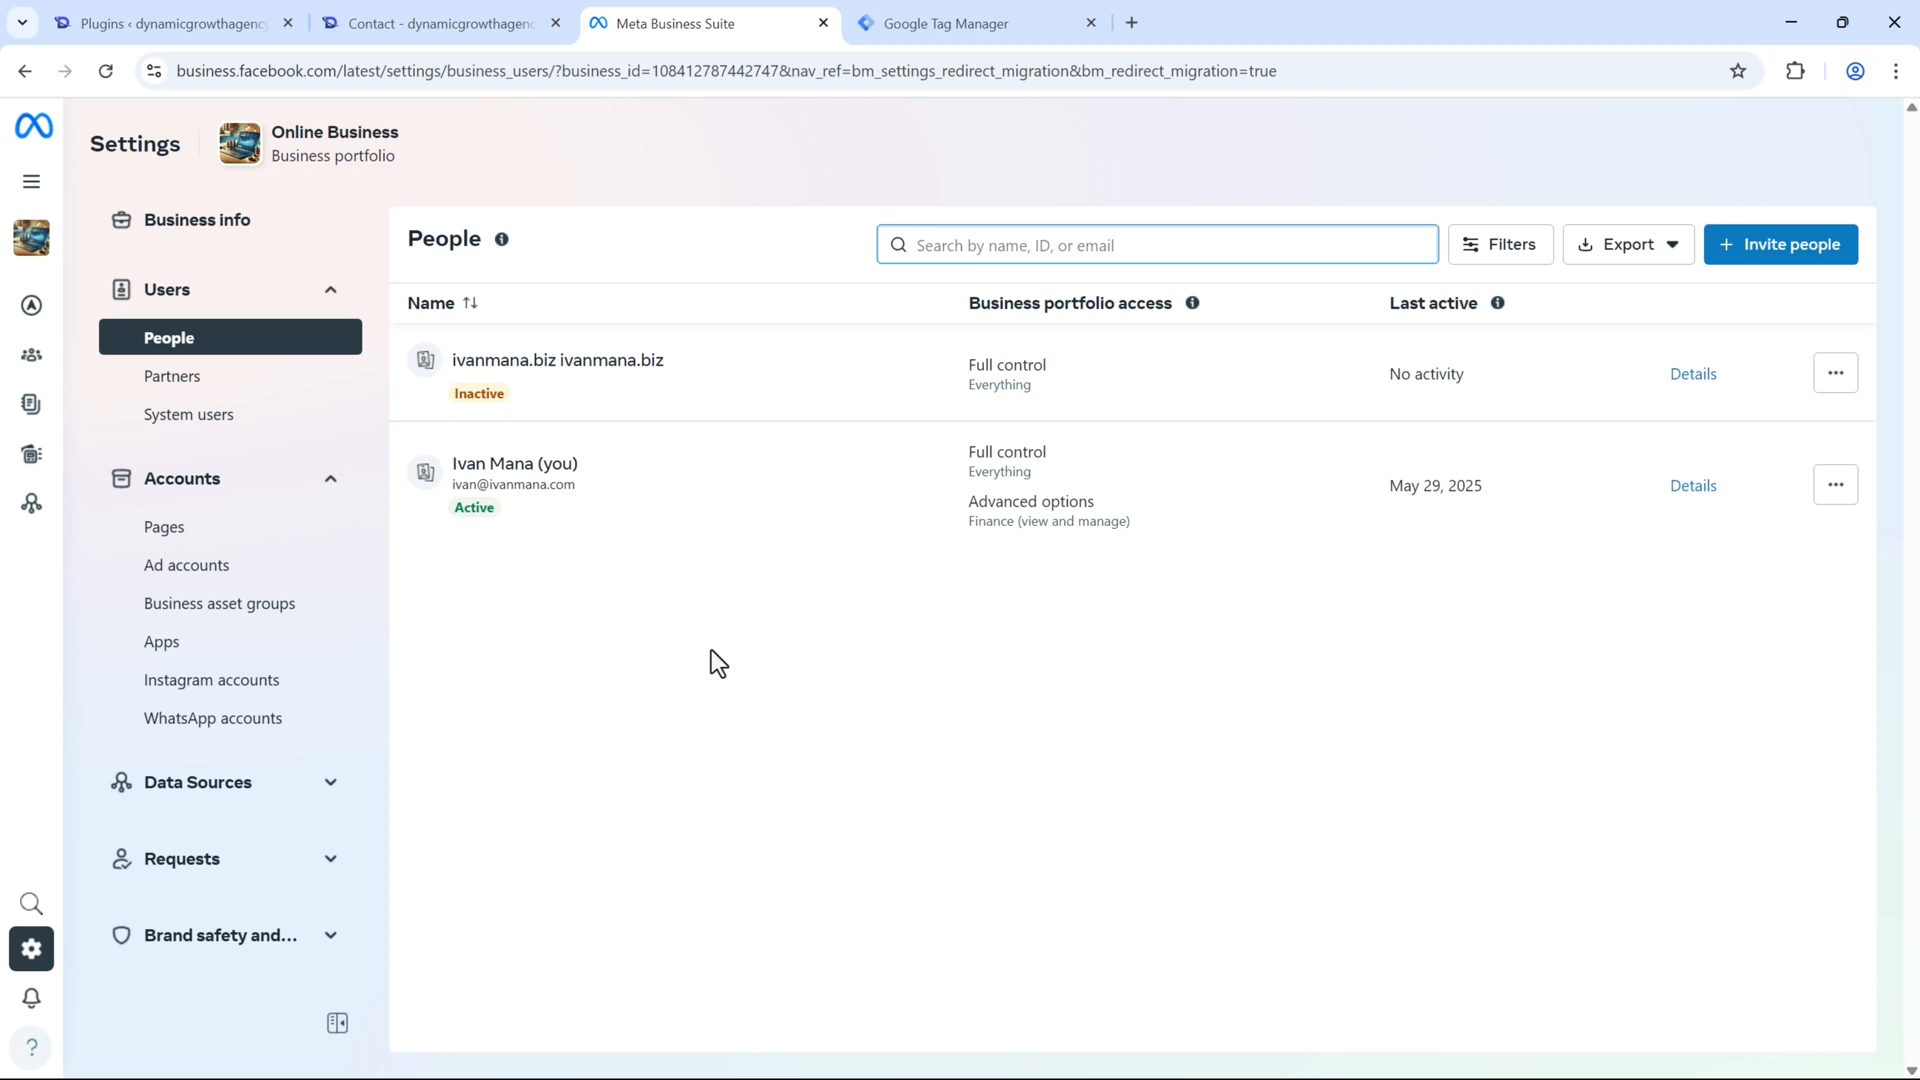 Plugins ‹ dynamicgrowthagency
Contact - dynamicgrowthagen
Meta Business Suite
Google Tag Manager
business.facebook.com/latest/settings/business_users/?business_id=108412787442747&nav_ref=bm_settings_redirect_migration&bm_redirect_migration=true
Settings
Online Business
Business portfolio
Business info
Users
People
Partners
System users
Accounts
Pages
Ad accounts
Business asset groups
Apps
Instagram accounts
WhatsApp accounts
Data Sources
Requests
Brand safety and...
People
Search by name, ID, or email
Filters
Export
+ Invite people
Name
Business portfolio access
Last active
ivanmana.biz ivanmana.biz
Inactive
Full control
Everything
No activity
Details
Ivan Mana (you)
ivan@ivanmana.com
Active
Full control
Everything
Advanced options
Finance (view and manage)
May 29, 2025
Details